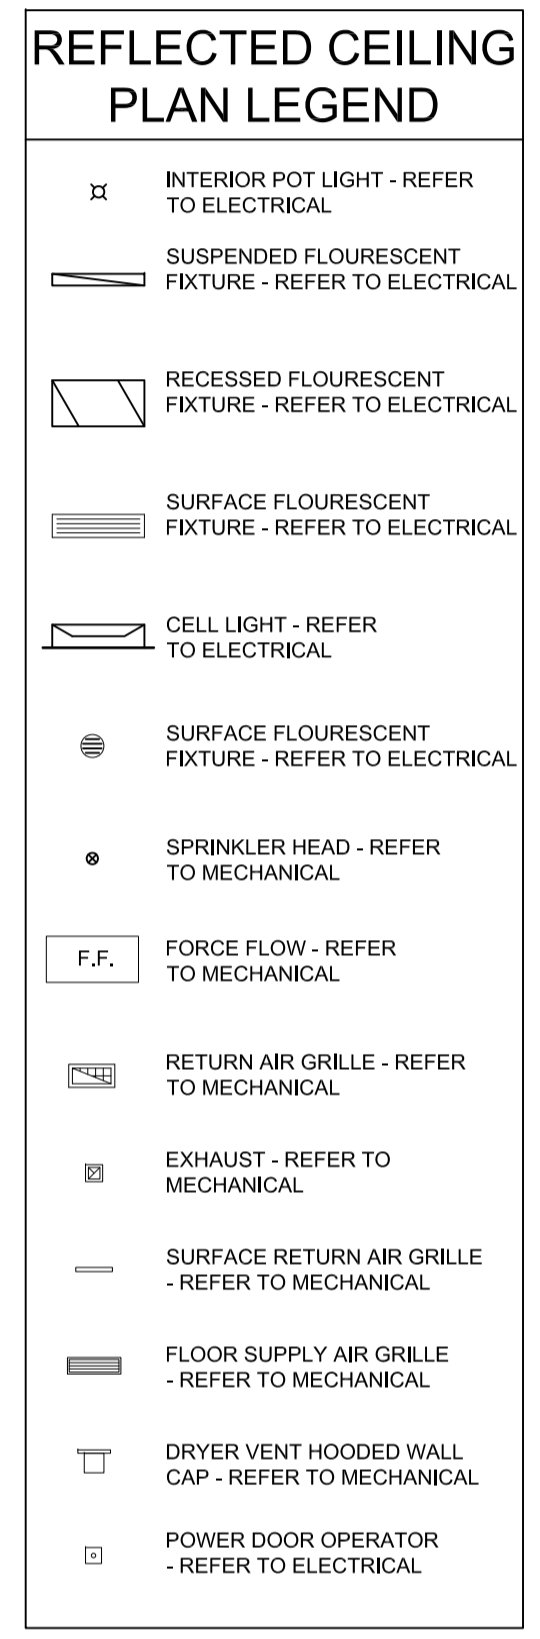 REFLECTED CEILING
PLAN LEGEND
INTERIOR POT LIGHT - REFER
TO ELECTRICAL
SUSPENDED FLOURESCENT
FIXTURE - REFER TO ELECTRICAL
RECESSED FLOURESCENT
FIXTURE - REFER TO ELECTRICAL
SURFACE FLOURESCENT
FIXTURE - REFER TO ELECTRICAL
CELL LIGHT - REFER
TO ELECTRICAL
SURFACE FLOURESCENT
FIXTURE - REFER TO ELECTRICAL
SPRINKLER HEAD - REFER
TO MECHANICAL
F.F.
FORCE FLOW - REFER
TO MECHANICAL
RETURN AIR GRILLE - REFER
TO MECHANICAL
EXHAUST - REFER TO
MECHANICAL
SURFACE RETURN AIR GRILLE
- REFER TO MECHANICAL
FLOOR SUPPLY AIR GRILLE
- REFER TO MECHANICAL
DRYER VENT HOODED WALL
CAP - REFER TO MECHANICAL
POWER DOOR OPERATOR
- REFER TO ELECTRICAL